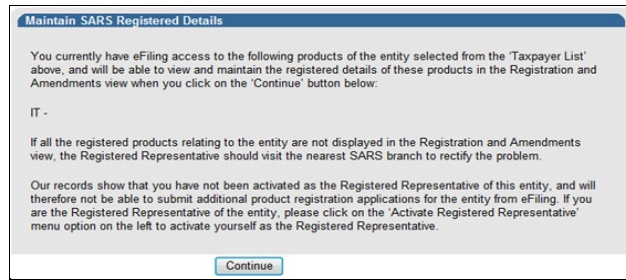 Maintain SARS Registered Details
You currently have eFiling access to the following products of the entity selected from the 'Taxpayer List'
above, and will be able to view and maintain the registered details of these products in the Registration and
Amendments view when you click on the 'Continue' button below:
IT -
If all the registered products relating to the entity are not displayed in the Registration and Amendments
view, the Registered Representative should visit the nearest SARS branch to rectify the problem.
Our records show that you have not been activated as the Registered Representative of this entity, and will
therefore not be able to submit additional product registration applications for the entity from eFiling. If you
are the Registered Representative of the entity, please click on the 'Activate Registered Representative'
menu option on the left to activate yourself as the Registered Representative.
Continue